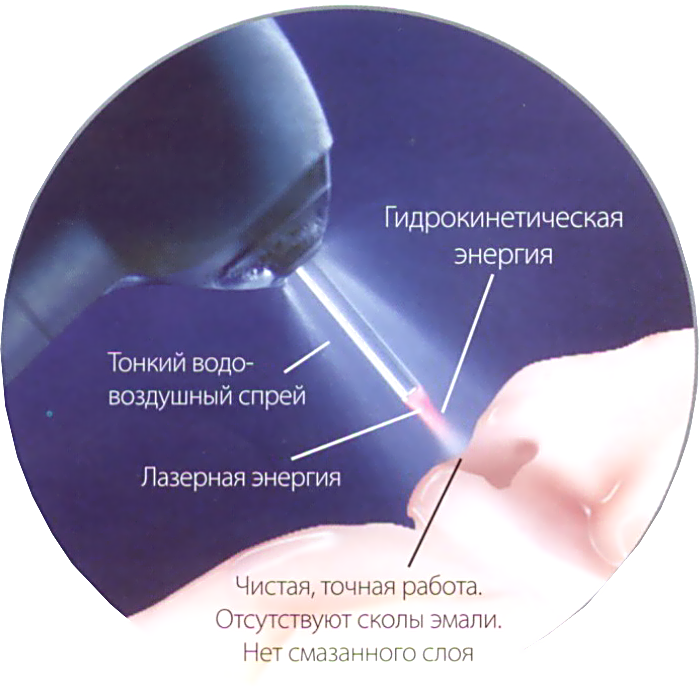 Гидрокинетическая
энергия
Тонкий водо-
воздушный спрей
Лазерная энергия
Чистая, точная работа.
Отсутствуют сколы эмали.
Нет смазанного слоя